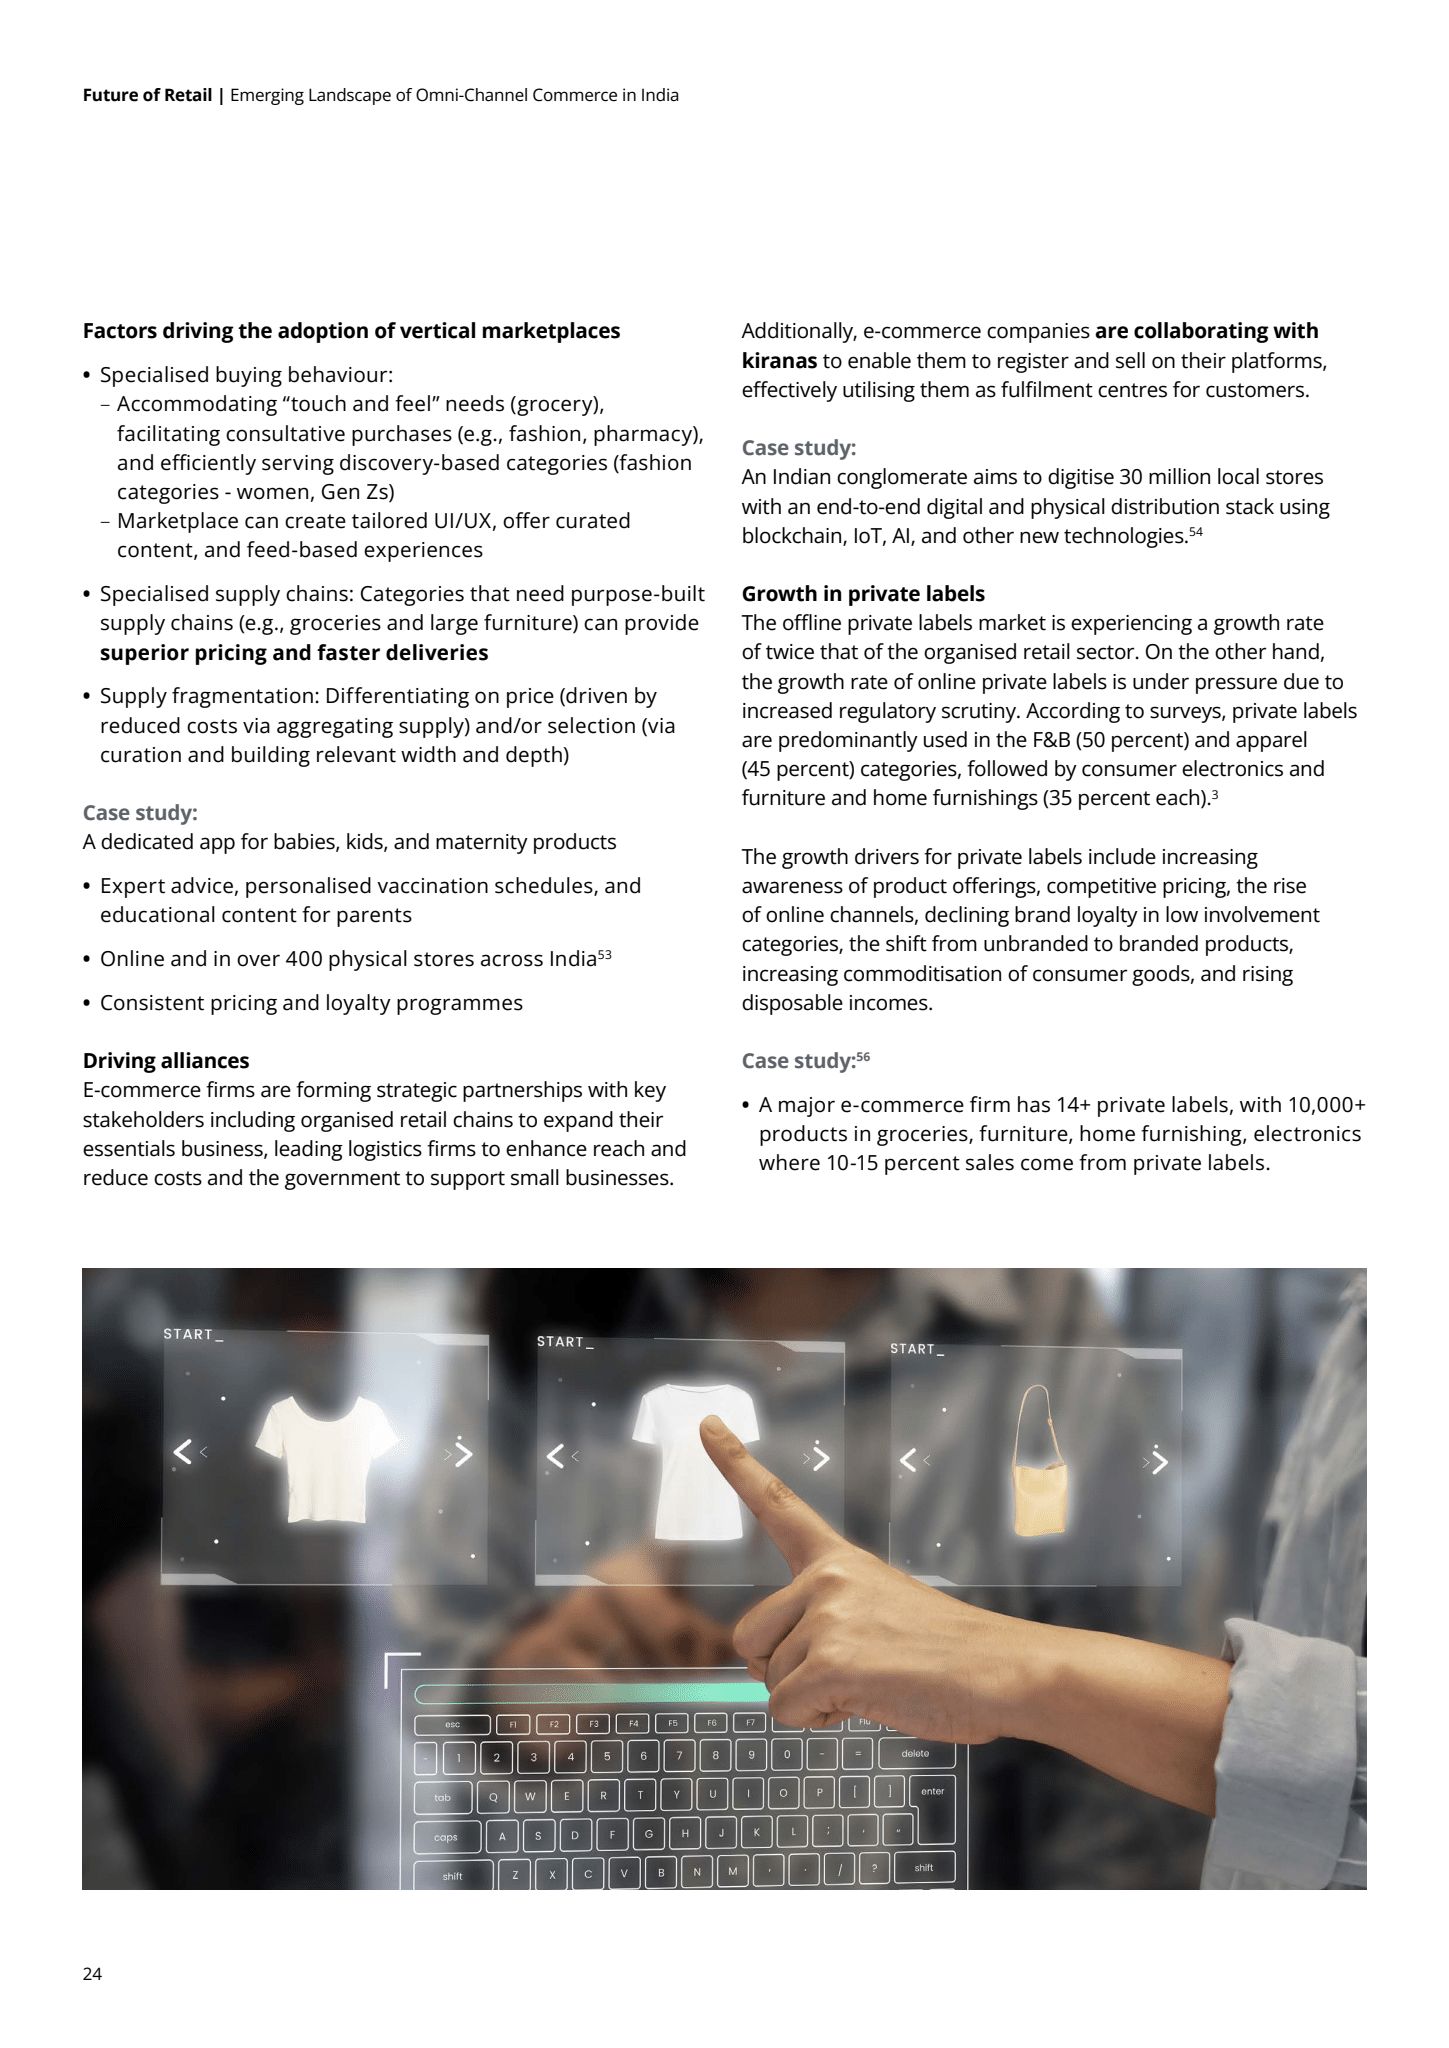 Future of Retail | Emerging Landscape of Omni-Channel Commerce in India
Factors driving the adoption of vertical marketplaces
• Specialised buying behaviour:
– Accommodating “touch and feel” needs (grocery),
facilitating consultative purchases (e.g., fashion, pharmacy),
and efficiently serving discovery-based categories (fashion
categories - women, Gen Zs)
– Marketplace can create tailored UI/UX, offer curated
content, and feed-based experiences
• Specialised supply chains: Categories that need purpose-built
supply chains (e.g., groceries and large furniture) can provide
superior pricing and faster deliveries
• Supply fragmentation: Differentiating on price (driven by
reduced costs via aggregating supply) and/or selection (via
curation and building relevant width and depth)
Case study:
A dedicated app for babies, kids, and maternity products
• Expert advice, personalised vaccination schedules, and
educational content for parents
• Online and in over 400 physical stores across India53
• Consistent pricing and loyalty programmes
Driving alliances
E-commerce firms are forming strategic partnerships with key
stakeholders including organised retail chains to expand their
essentials business, leading logistics firms to enhance reach and
reduce costs and the government to support small businesses.
Additionally, e-commerce companies are collaborating with
kiranas to enable them to register and sell on their platforms,
effectively utilising them as fulfilment centres for customers.
Case study:
An Indian conglomerate aims to digitise 30 million local stores
with an end-to-end digital and physical distribution stack using
blockchain, IoT, AI, and other new technologies.54
Growth in private labels
The offline private labels market is experiencing a growth rate
of twice that of the organised retail sector. On the other hand,
the growth rate of online private labels is under pressure due to
increased regulatory scrutiny. According to surveys, private labels
are predominantly used in the F&B (50 percent) and apparel
(45 percent) categories, followed by consumer electronics and
furniture and home furnishings (35 percent each).3
The growth drivers for private labels include increasing
awareness of product offerings, competitive pricing, the rise
of online channels, declining brand loyalty in low involvement
categories, the shift from unbranded to branded products,
increasing commoditisation of consumer goods, and rising
disposable incomes.
Case study:56
• A major e-commerce firm has 14+ private labels, with 10,000+
products in groceries, furniture, home furnishing, electronics
where 10-15 percent sales come from private labels.
START_ START_ START_
esc F1 F2 F3 F4 F5 F6 F7 F10
- 1 2 3 4 5 6 7 8 9 0 - = delete
tab Q W E R T Y U I O P [ ] enter
caps A S D F G H J K L ; ' "
shift Z X C V B N M , . / ? shift
24